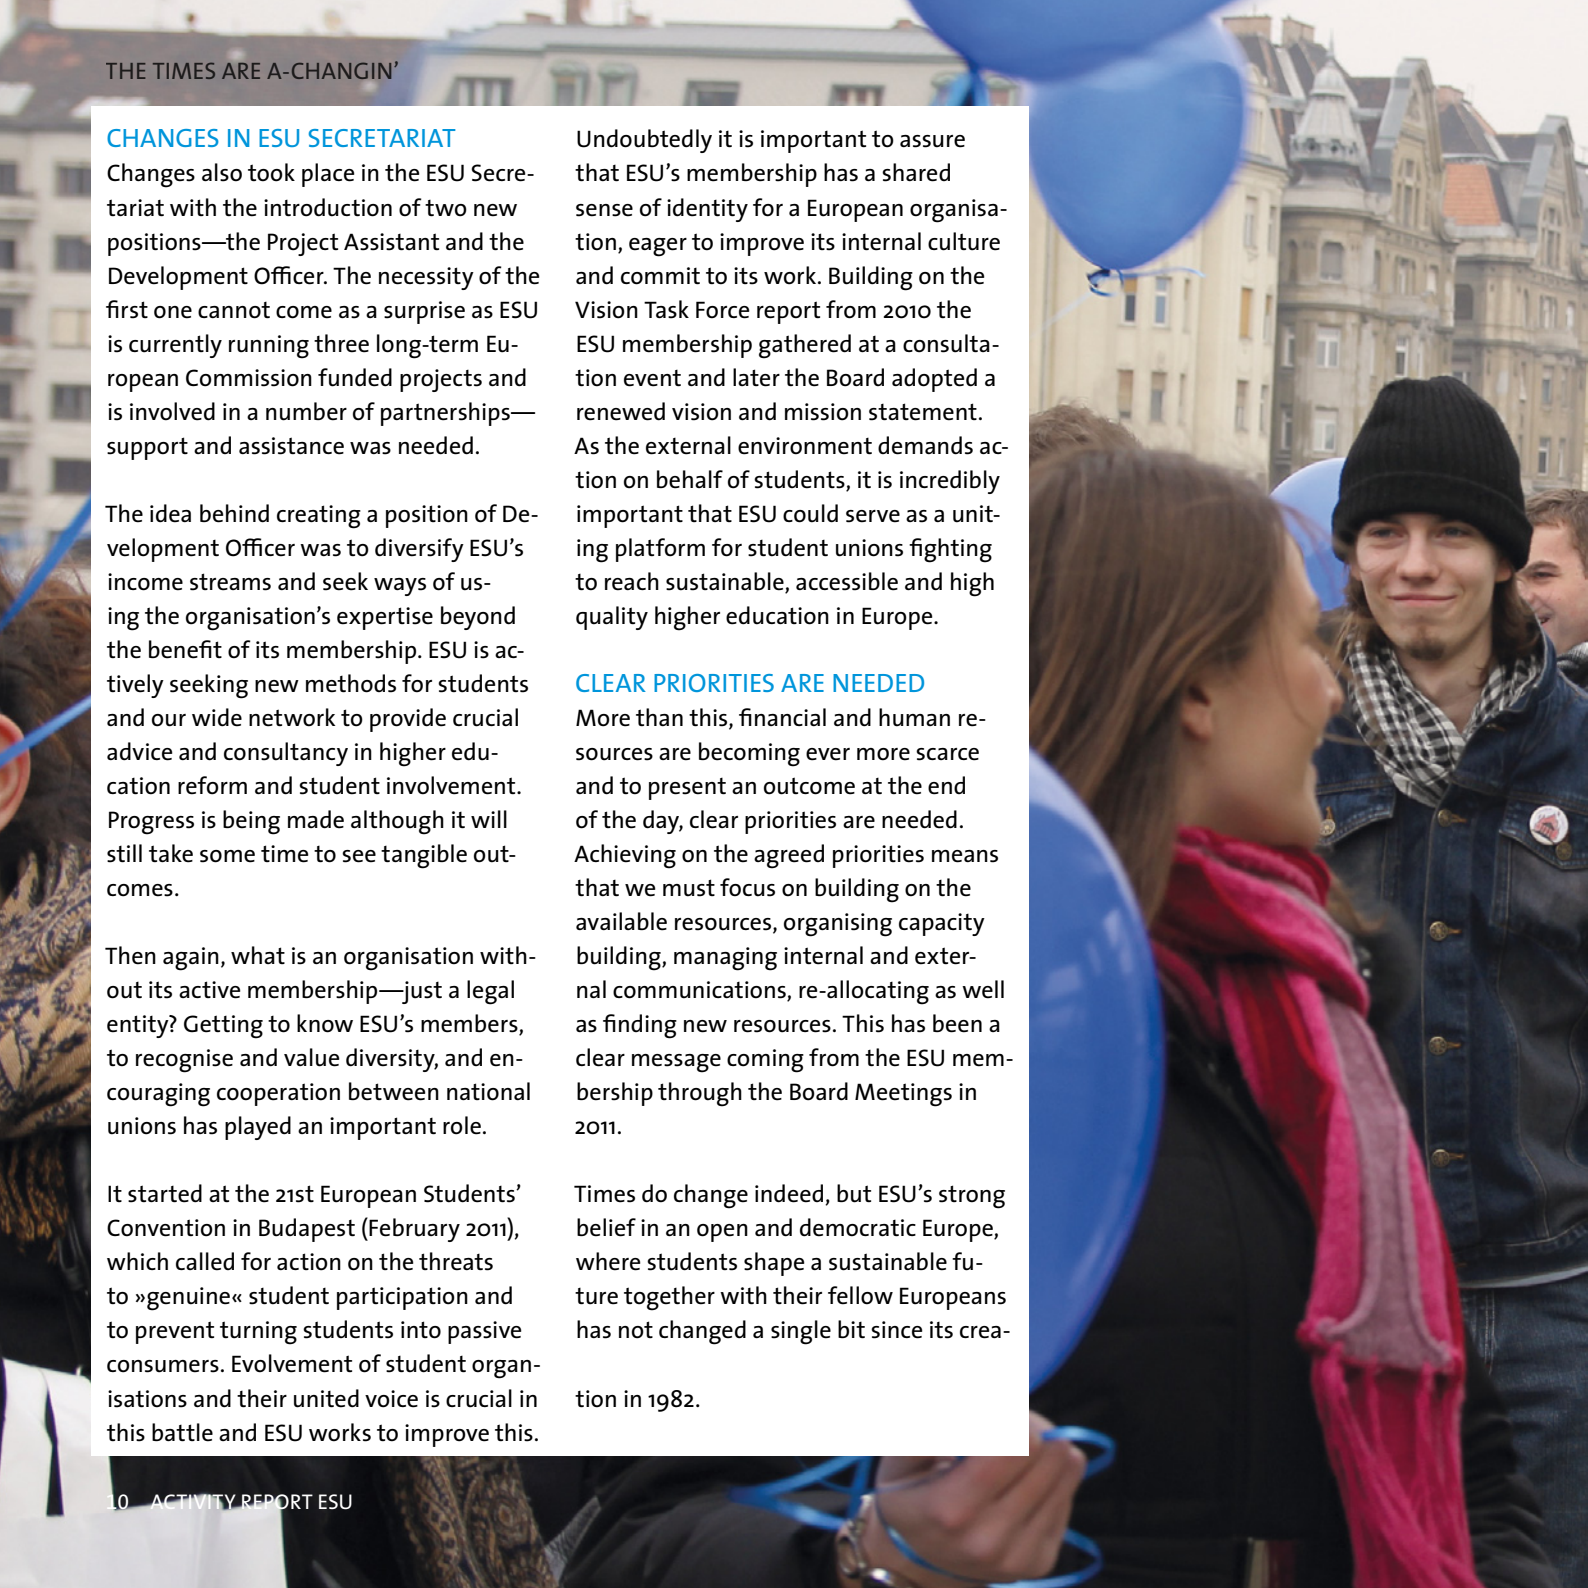 THE TIMES ARE A-CHANGIN’
CHANGES IN ESU SECRETARIAT
Changes also took place in the ESU Secre-
tariat with the introduction of two new
positions—the Project Assistant and the
Development Officer. The necessity of the
first one cannot come as a surprise as ESU
is currently running three long-term Eu-
ropean Commission funded projects and
is involved in a number of partnerships—
support and assistance was needed.
The idea behind creating a position of De-
velopment Officer was to diversify ESU’s
income streams and seek ways of us-
ing the organisation’s expertise beyond
the benefit of its membership. ESU is ac-
tively seeking new methods for students
and our wide network to provide crucial
advice and consultancy in higher edu-
cation reform and student involvement.
Progress is being made although it will
still take some time to see tangible out-
comes.
Then again, what is an organisation with-
out its active membership—just a legal
entity? Getting to know ESU’s members,
to recognise and value diversity, and en-
couraging cooperation between national
unions has played an important role.
It started at the 21st European Students’
Convention in Budapest (February 2011),
which called for action on the threats
to »genuine« student participation and
to prevent turning students into passive
consumers. Evolvement of student organ-
isations and their united voice is crucial in
this battle and ESU works to improve this.
Undoubtedly it is important to assure
that ESU’s membership has a shared
sense of identity for a European organisa-
tion, eager to improve its internal culture
and commit to its work. Building on the
Vision Task Force report from 2010 the
ESU membership gathered at a consulta-
tion event and later the Board adopted a
renewed vision and mission statement.
As the external environment demands ac-
tion on behalf of students, it is incredibly
important that ESU could serve as a unit-
ing platform for student unions fighting
to reach sustainable, accessible and high
quality higher education in Europe.
CLEAR PRIORITIES ARE NEEDED
More than this, financial and human re-
sources are becoming ever more scarce
and to present an outcome at the end
of the day, clear priorities are needed.
Achieving on the agreed priorities means
that we must focus on building on the
available resources, organising capacity
building, managing internal and exter-
nal communications, re-allocating as well
as finding new resources. This has been a
clear message coming from the ESU mem-
bership through the Board Meetings in
2011.
Times do change indeed, but ESU’s strong
belief in an open and democratic Europe,
where students shape a sustainable fu-
ture together with their fellow Europeans
has not changed a single bit since its crea-
tion in 1982.
10 ACTIVITY REPORT ESU